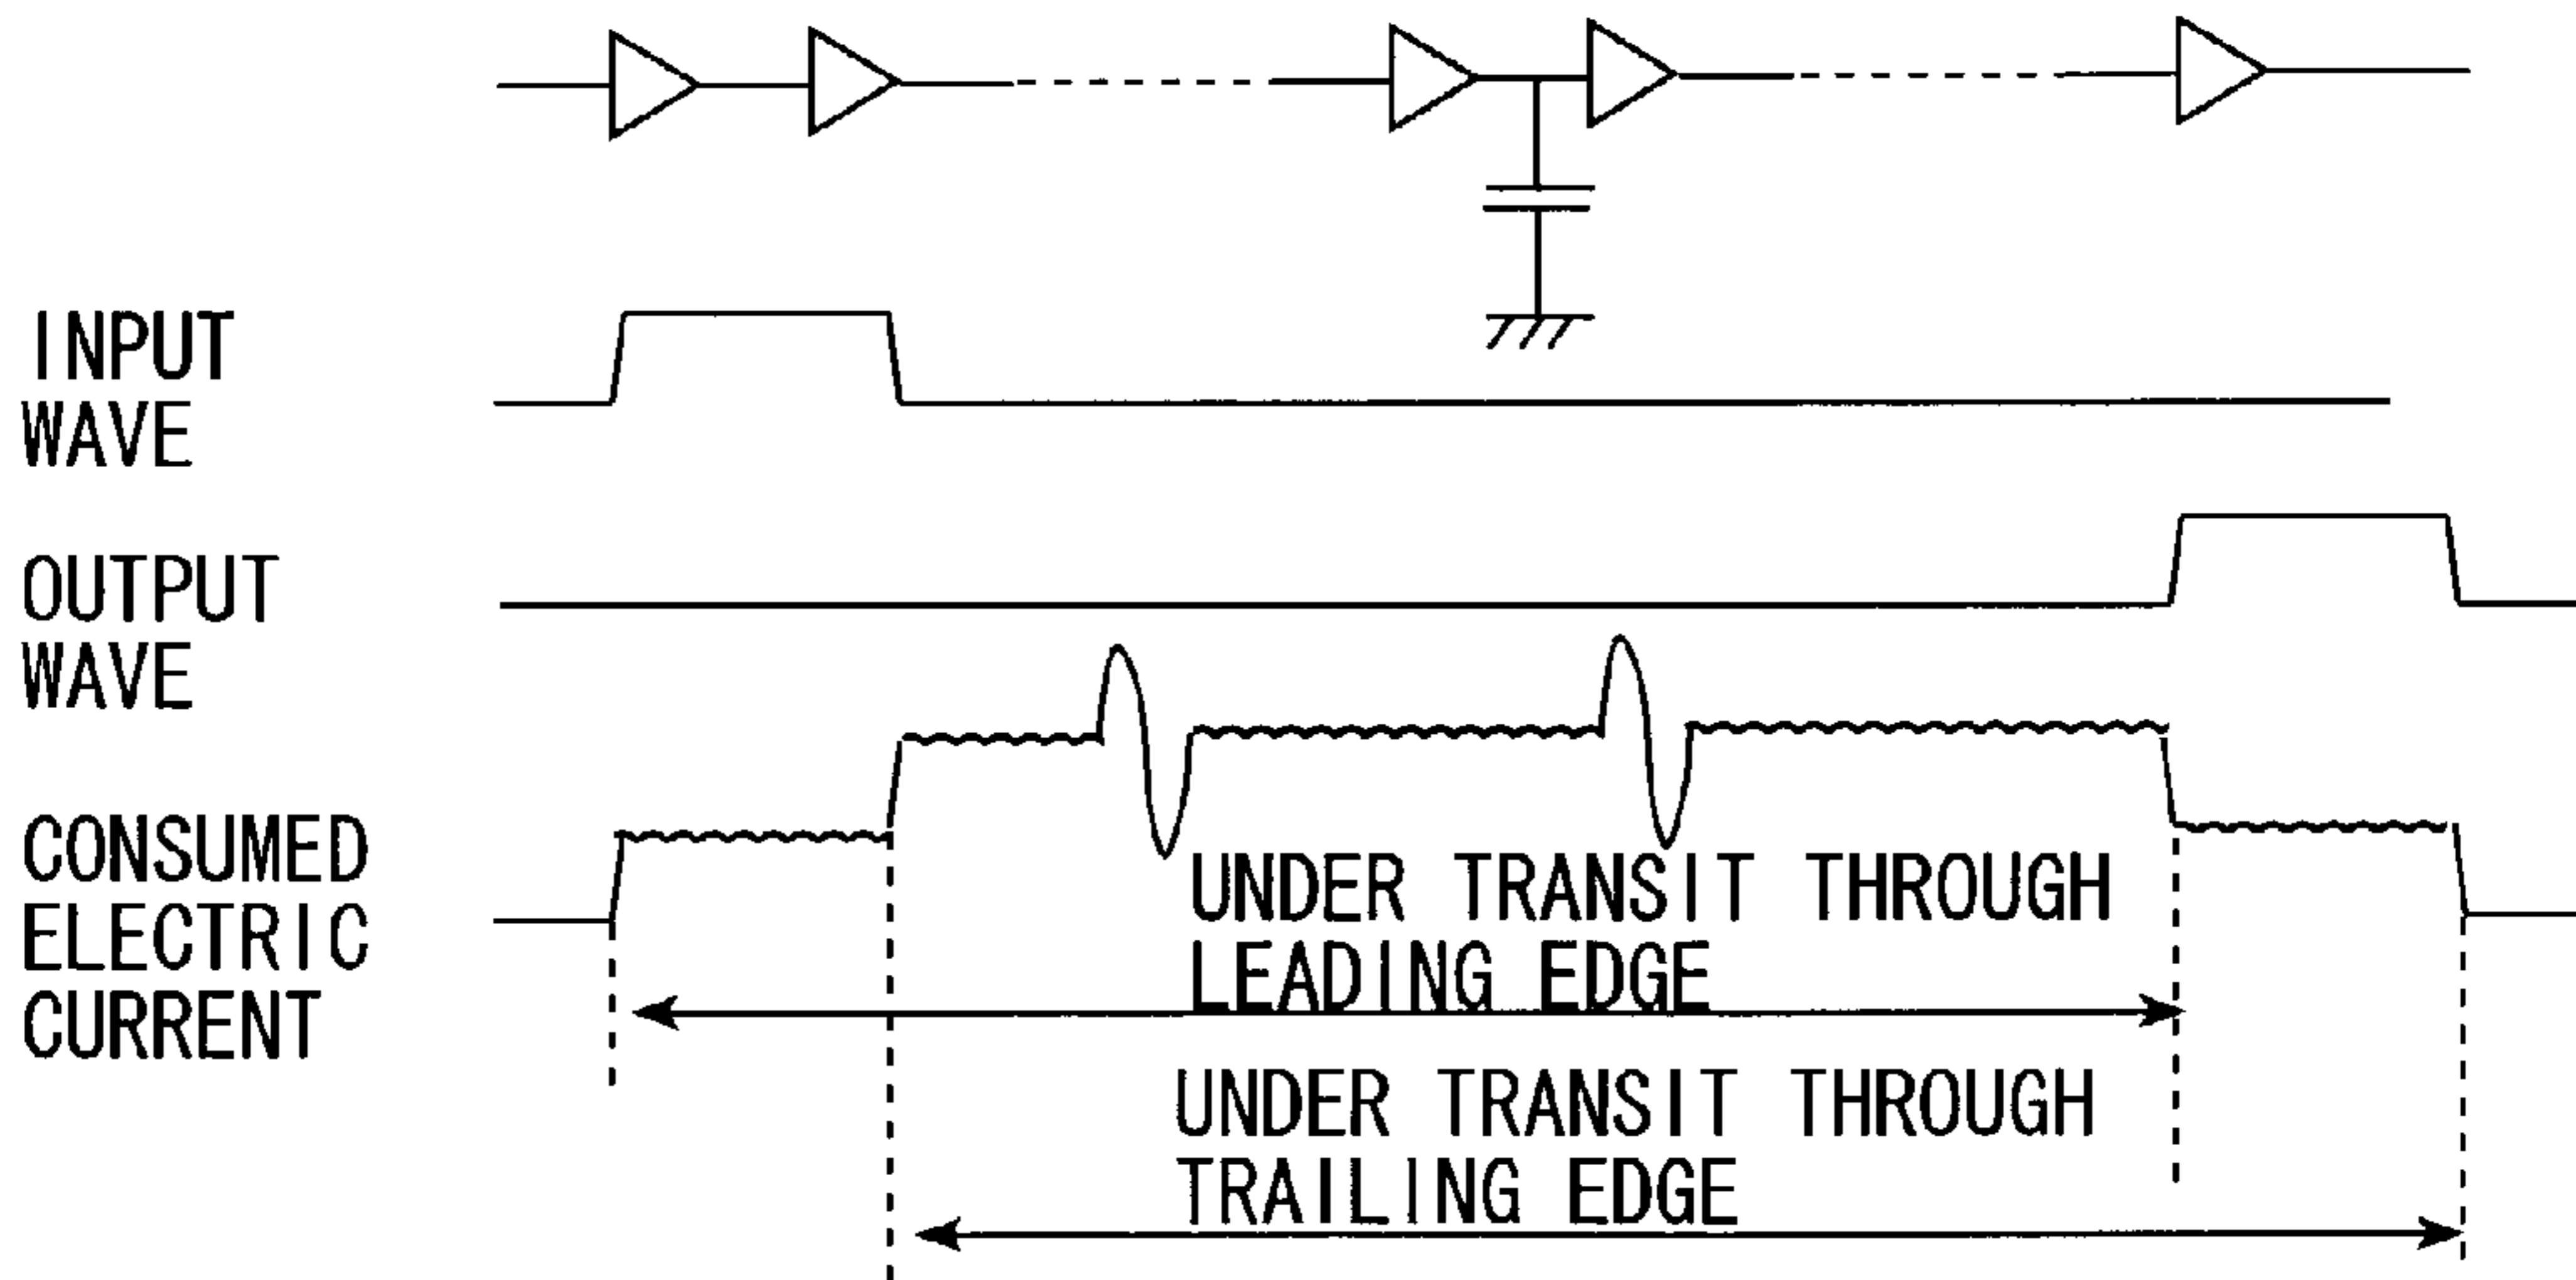 INPUT
WAVE
OUTPUT
WAVE
CONSUMED
ELECTRIC
CURRENT
UNDER TRANSIT THROUGH
LEADING EDGE
UNDER TRANSIT THROUGH
TRAILING EDGE